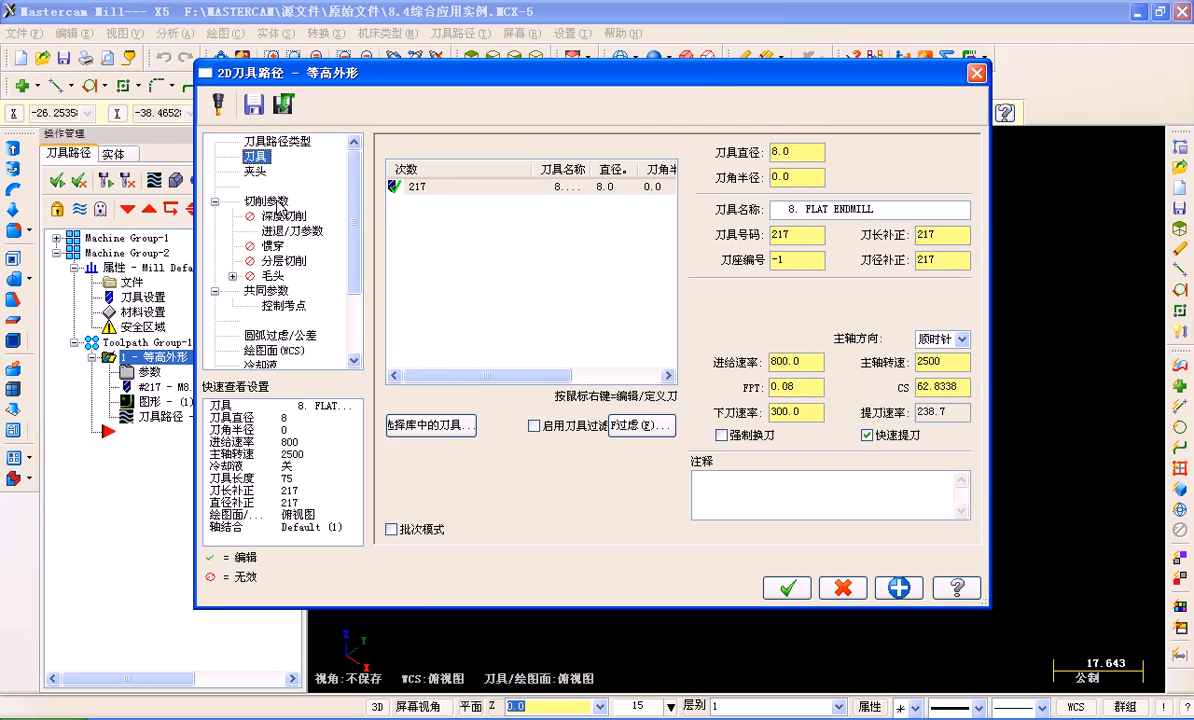 Mastercam Mill--- X5 F:\MASTERCAM\源文件\原始文件\8.4综合应用实例.MCX-5
文件(F) 编辑(E) 视图(V) 分析(A) 绘图(C) 实体(S) 转换(X) 机床类型(M) 刀具路径(T) 屏幕(R) 设置(I) 帮助(H)
X -26.2535 Y -38.4652
操作管理
刀具路径 实体
Machine Group-1
Machine Group-2
属性 - Mill Defa
文件
刀具设置
材料设置
安全区域
Toolpath Group-1
1 - 等高外形
参数
#217 - M8.
图形 - (1)
刀具路径 -
2D刀具路径 - 等高外形
刀具路径类型
刀具
夹头
切削参数
深度切削
进退/刀参数
惯穿
分层切削
毛头
共同参数
控制考点
圆弧过虑/公差
绘图面(WCS)
冷却液
快速查看设置
刀具 8. FLAT...
刀具直径 8
刀角半径 0
进给速率 800
主轴转速 2500
冷却液 关
刀具长度 75
刀长补正 217
直径补正 217
绘图面/... 俯视图
轴结合 Default (1)
= 编辑
= 无效
次数 刀具名称 直径。 刀角半
217 8.... 8.0 0.0
按鼠标右键=编辑/定义刀
选择库中的刀具... 启用刀具过滤 F过虑(F)...
批次模式
刀具直径: 8.0
刀角半径: 0.0
刀具名称: 8. FLAT ENDMILL
刀具号码: 217 刀长补正: 217
刀座编号 -1 刀径补正: 217
主轴方向: 顺时针
进给速率: 800.0 主轴转速: 2500
FPT: 0.08 CS 62.8338
下刀速率: 300.0 提刀速率: 238.7
强制换刀 快速提刀
注释
Z
Y
X
视角:不保存 WCS:俯视图 刀具/绘图面:俯视图
17.643
公制
3D 屏幕视角 平面 Z 0.0 15 层别 1 属性 WCS 群组 ! ?